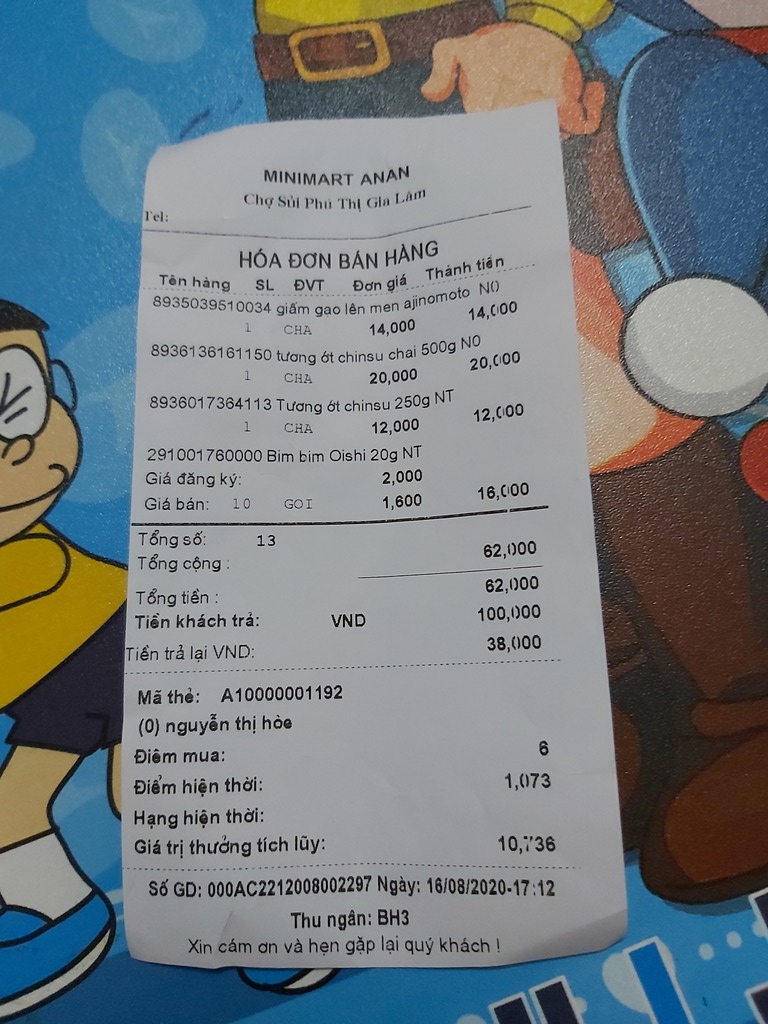 MINIMART ANAN
Chợ Sủi Phú Thị Gia Lâm
Tel:
HÓA ĐƠN BÁN HÀNG
Tên hàng SL ĐVT Đơn giá Thành tiền
8935039510034 giấm gạo lên men ajinomoto N0
1 CHA 14,000 14,000
8936136161150 tương ớt chinsu chai 500g N0
1 CHA 20,000 20,000
8936017364113 Tương ớt chinsu 250g NT
1 CHA 12,000 12,000
291001760000 Bim bim Oishi 20g NT
Giá đăng ký: 2,000
Giá bán: 10 GOI 1,600 16,000
Tổng số: 13
Tổng cộng : 62,000
Tổng tiền : 62,000
Tiền khách trả: VND 100,000
Tiền trả lại VND: 38,000
Mã thẻ: A10000001192
(0) nguyễn thị hòe
Điểm mua: 6
Điểm hiện thời: 1,073
Hạng hiện thời:
Giá trị thưởng tích lũy: 10,736
Số GD: 000AC2212008002297 Ngày: 16/08/2020-17:12
Thu ngân: BH3
Xin cám ơn và hẹn gặp lại quý khách !